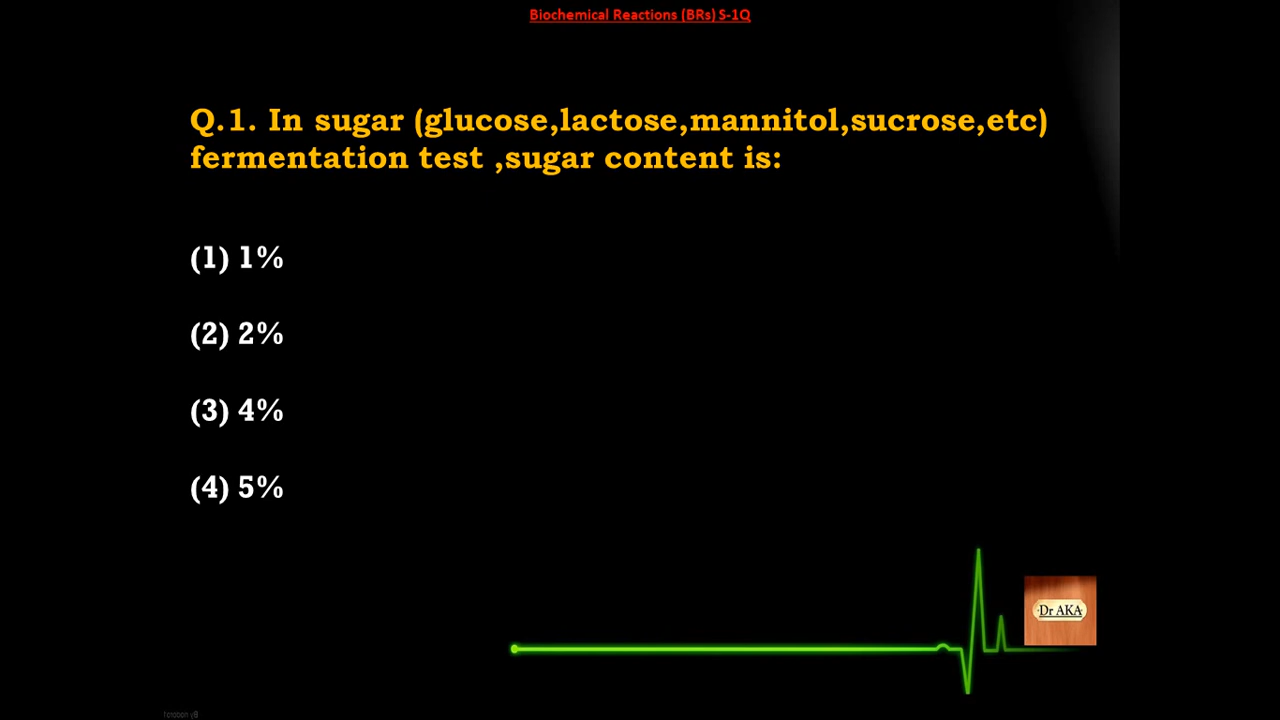 Biochemical Reactions (BRs) S-1Q
Q.1. In sugar (glucose,lactose,mannitol,sucrose,etc)
fermentation test ,sugar content is:
(1) 1%
(2) 2%
(3) 4%
(4) 5%
Dr AKA